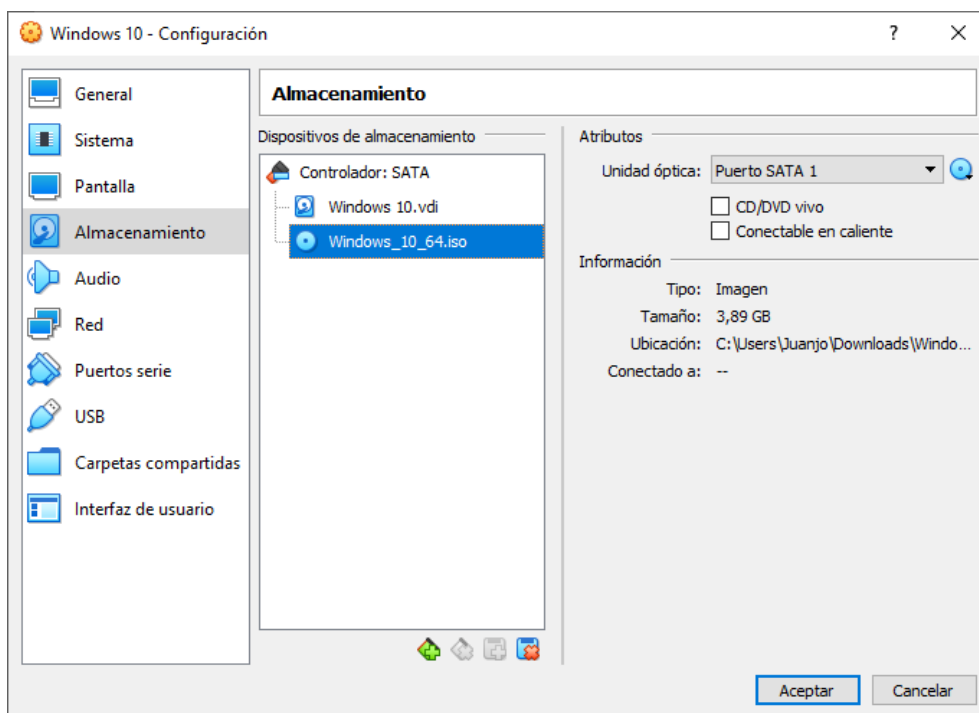 Windows 10 - Configuración
?
General
Sistema
Pantalla
Almacenamiento
Audio
Red
Puertos serie
USB
Carpetas compartidas
Interfaz de usuario
Almacenamiento
Dispositivos de almacenamiento
Controlador: SATA
Windows 10.vdi
Windows_10_64.iso
Atributos
Unidad óptica: Puerto SATA 1
CD/DVD vivo
Conectable en caliente
Información
Tipo: Imagen
Tamaño: 3,89 GB
Ubicación: C:\Users\Juanjo\Downloads\Windo...
Conectado a: --
Aceptar Cancelar